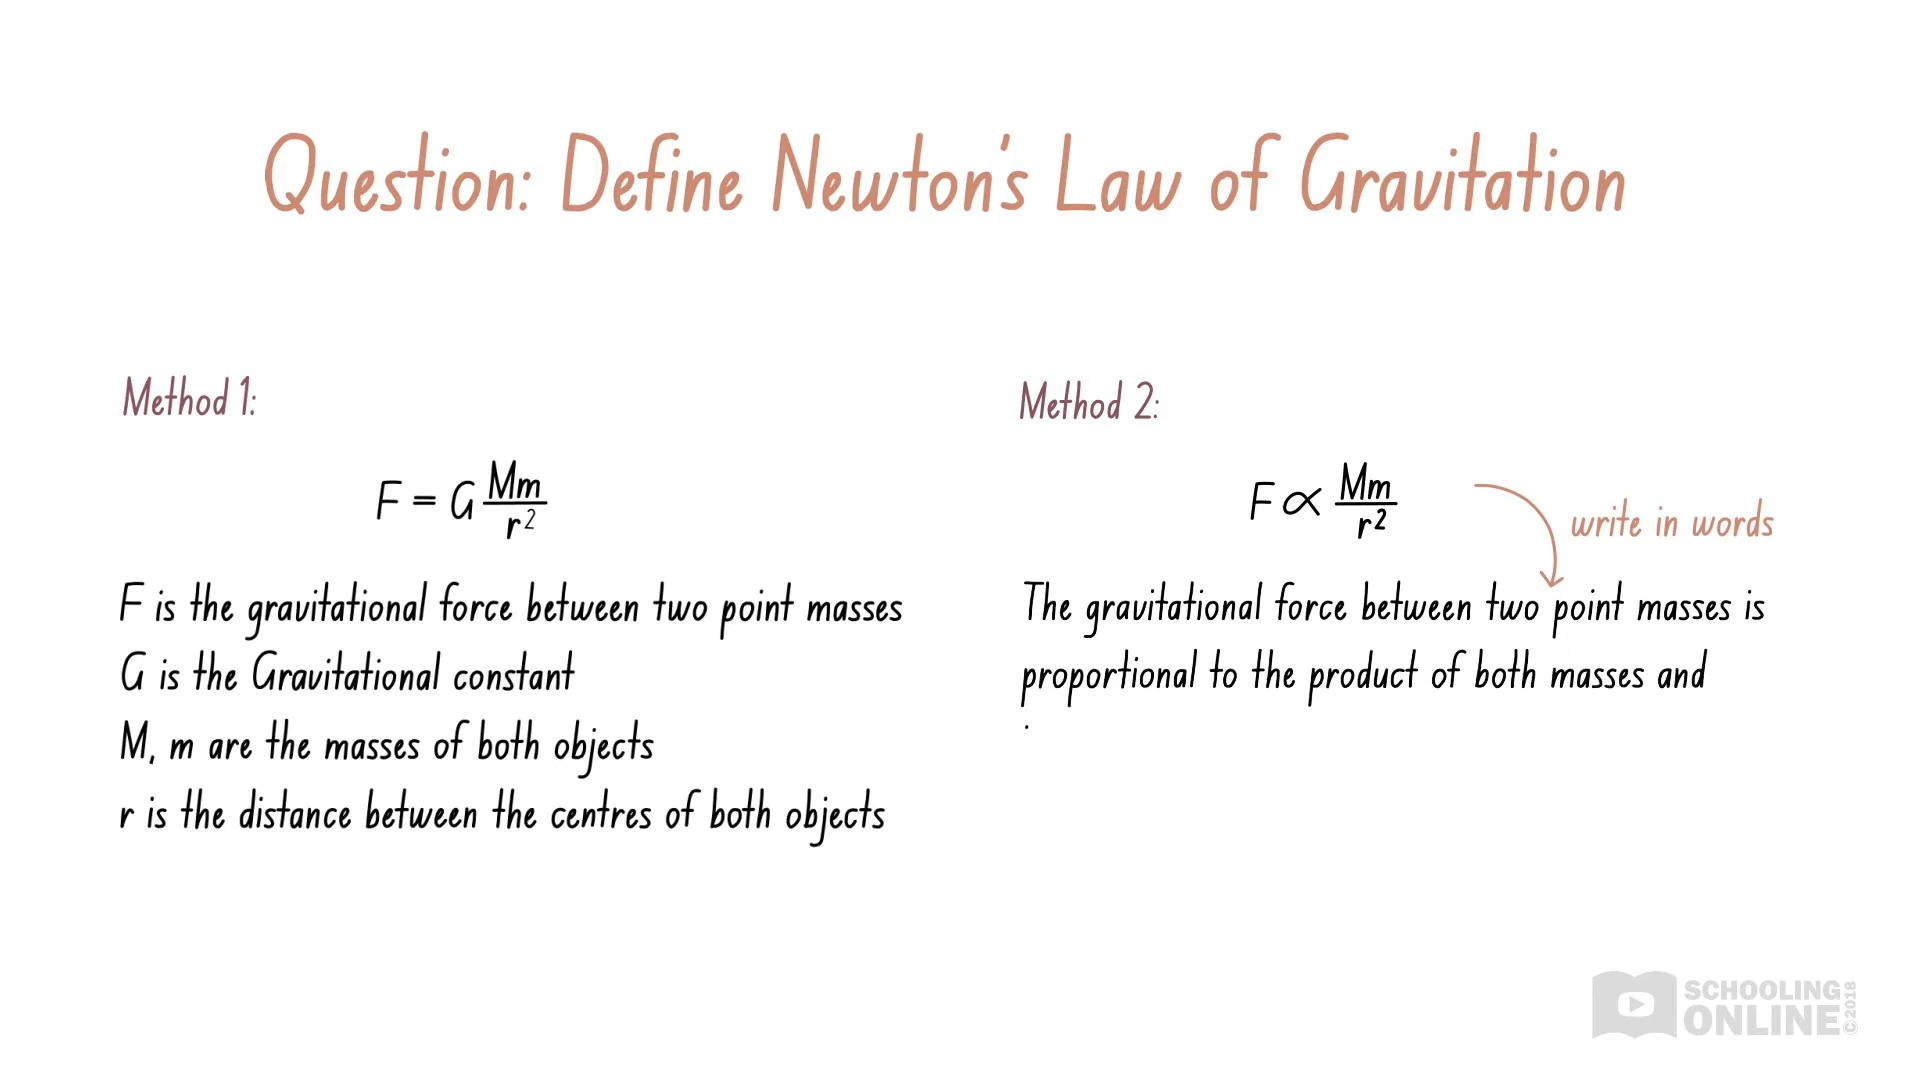 Question: Define Newton's Law of Gravitation
Method 1:
F = G Mm/r²
F is the gravitational force between two point masses
G is the Gravitational constant
M, m are the masses of both objects
r is the distance between the centres of both objects
Method 2:
F ∝ Mm/r²
write in words
The gravitational force between two point masses is
proportional to the product of both masses and
SCHOOLING
ONLINE
©2018